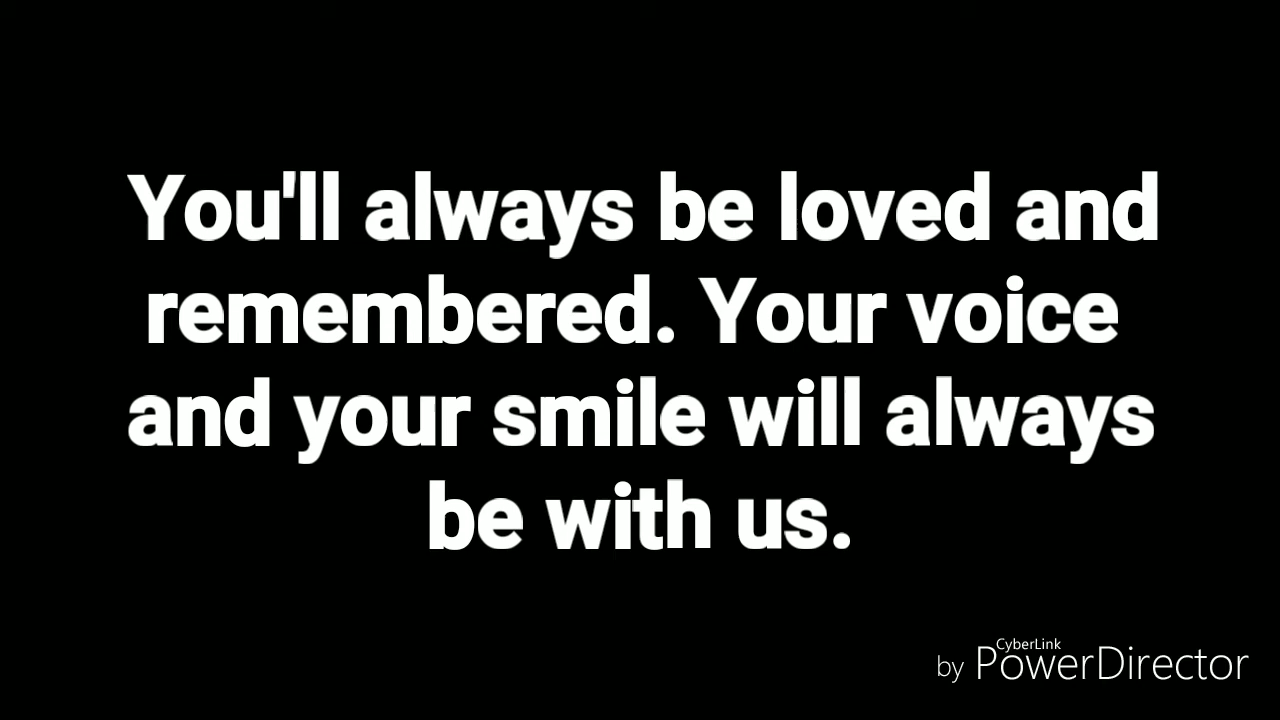 You'll always be loved and
remembered. Your voice
and your smile will always
be with us.
CyberLink
by PowerDirector